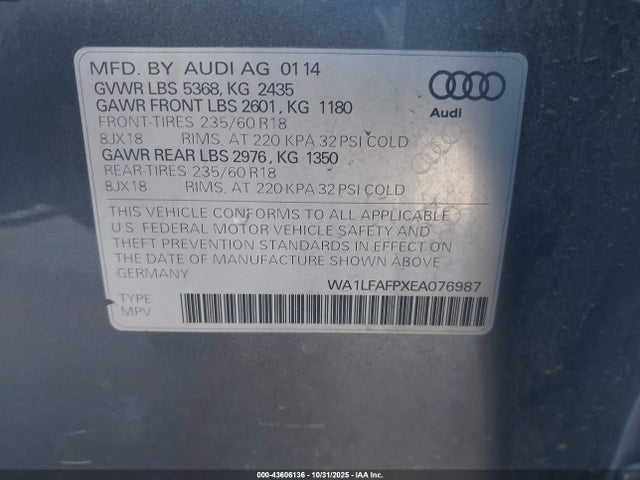 MFD. BY AUDI AG 01 14
GVWR LBS 5368, KG 2435
GAWR FRONT LBS 2601, KG 1180
FRONT-TIRES 235/60 R18
8JX18 RIMS, AT 220 KPA 32 PSI COLD
GAWR REAR LBS 2976, KG 1350
REAR-TIRES 235/60 R18
8JX18 RIMS, AT 220 KPA 32 PSI COLD
Audi
THIS VEHICLE CONFORMS TO ALL APPLICABLE
U.S. FEDERAL MOTOR VEHICLE SAFETY AND
THEFT PREVENTION STANDARDS IN EFFECT ON
THE DATE OF MANUFACTURE SHOWN ABOVE
GERMANY
WA1LFAFPXEA076987
TYPE
MPV
00-43606136 - 10/31/2025 - IAA Inc.